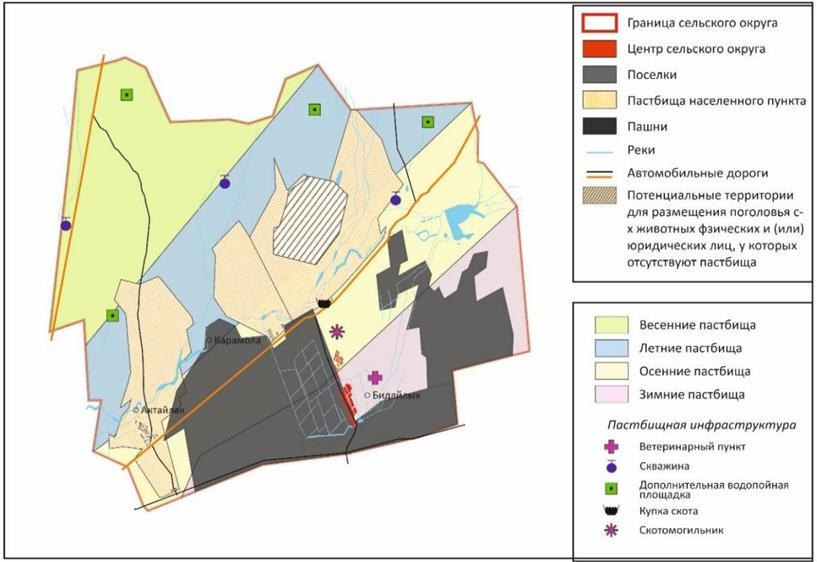 Граница сельского округа
Центр сельского округа
Поселки
Пастбища населенного пункта
Пашни
Реки
Автомобильные дороги
Потенциальные территории
для размещения поголовья с-
х животных фзических и (или)
юридических лиц, у которых
отсутствуют пастбища
Карамола
Бидайлык
Актайлак
Весенние пастбища
Летние пастбища
Осенние пастбища
Зимние пастбища
Пастбищная инфраструктура
Ветеринарный пункт
Скважина
Дополнительная водопойная
площадка
Купка скота
Скотомогильник